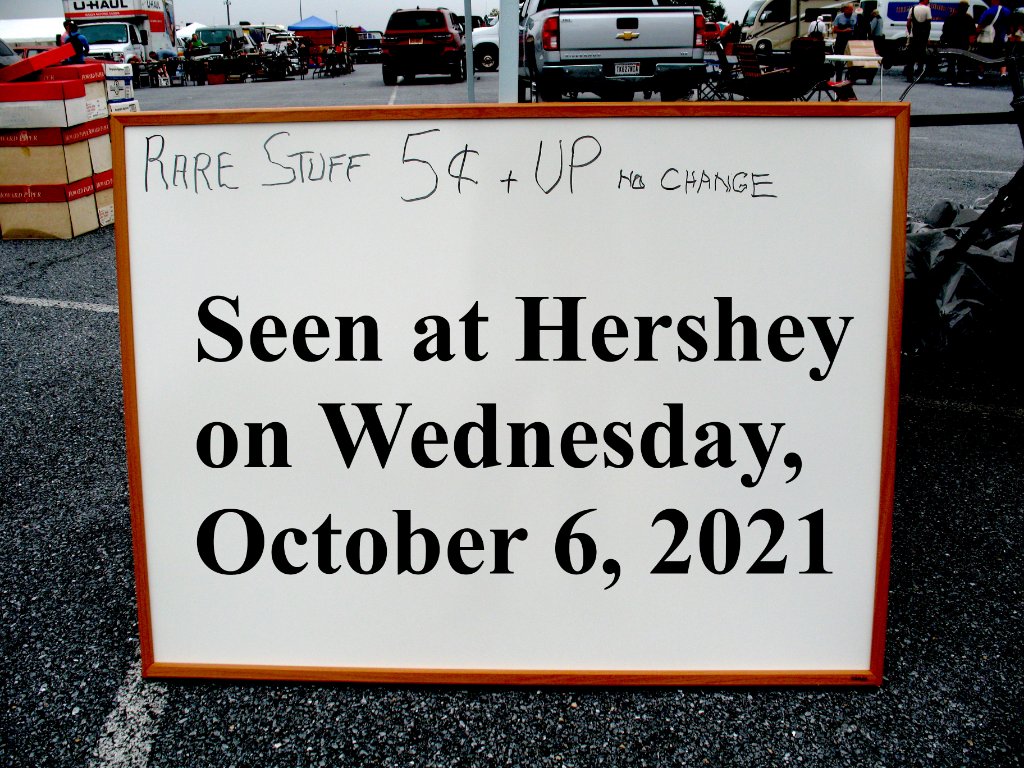 U-HAUL
RARE STUFF 5¢ + UP NO CHANGE
Seen at Hershey
on Wednesday,
October 6, 2021